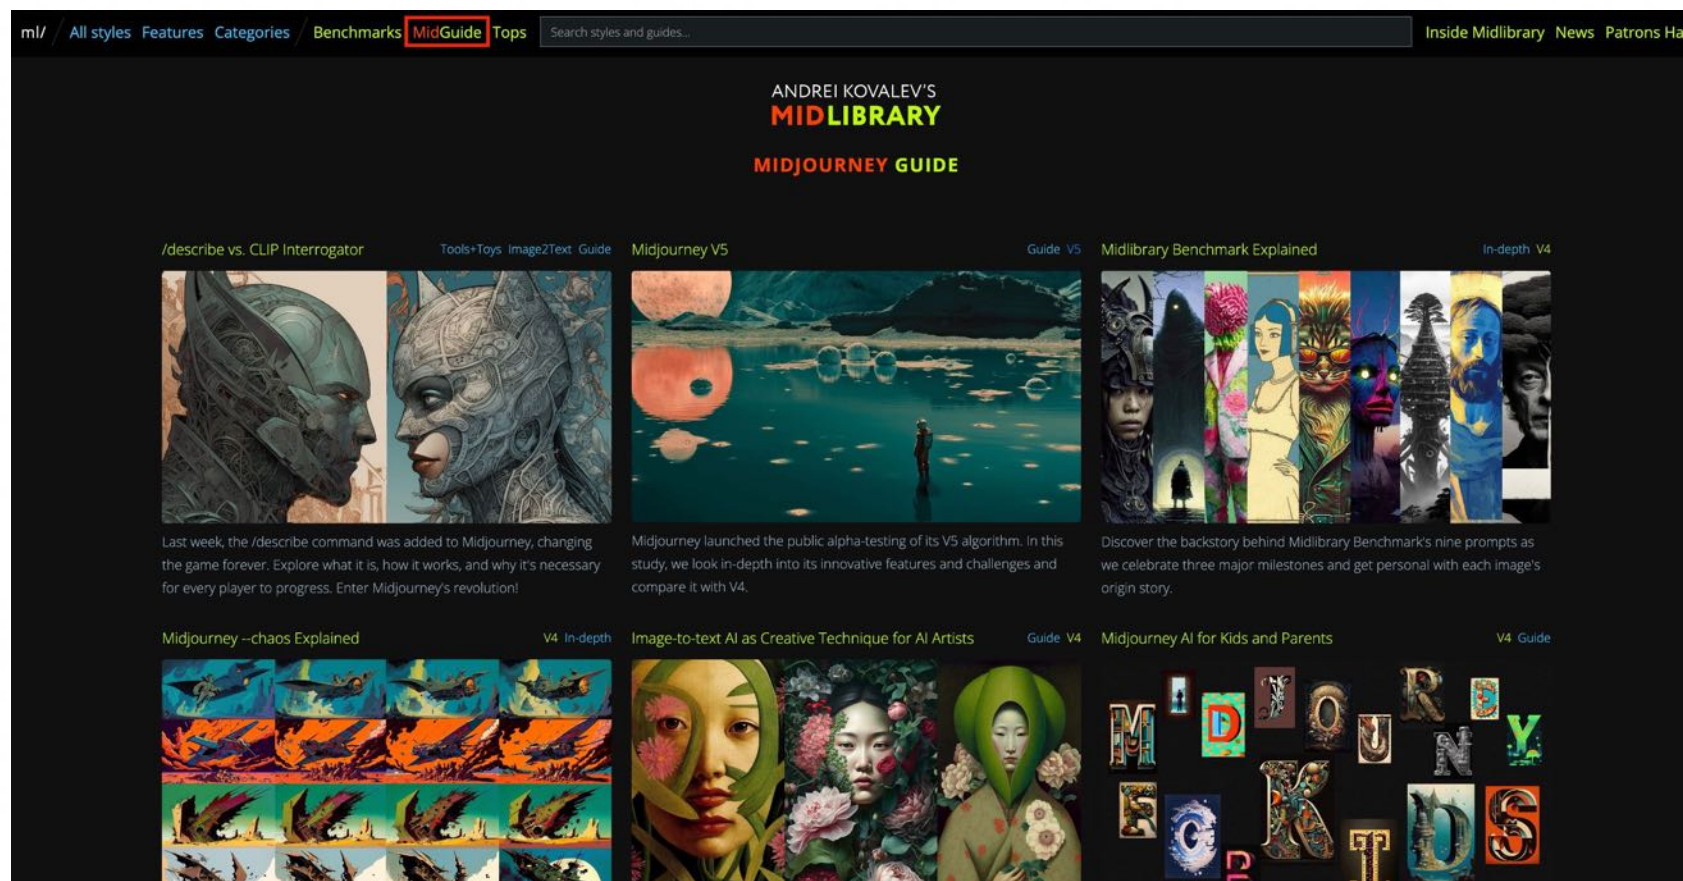 ml/ All styles Features Categories Benchmarks MidGuide Tops Search styles and guides... Inside Midlibrary News Patrons Ha
ANDREI KOVALEV'S
MIDLIBRARY
MIDJOURNEY GUIDE
/describe vs. CLIP Interrogator Tools+Toys Image2Text Guide
Last week, the /describe command was added to Midjourney, changing
the game forever. Explore what it is, how it works, and why it's necessary
for every player to progress. Enter Midjourney's revolution!
Midjourney V5 Guide V5
Midjourney launched the public alpha-testing of its V5 algorithm. In this
study, we look in-depth into its innovative features and challenges and
compare it with V4.
Midlibrary Benchmark Explained In-depth V4
Discover the backstory behind Midlibrary Benchmark's nine prompts as
we celebrate three major milestones and get personal with each image's
origin story.
Midjourney --chaos Explained V4 In-depth
Image-to-text AI as Creative Technique for AI Artists Guide V4
Midjourney AI for Kids and Parents V4 Guide
MIDJOURNEY
FOR KIDS